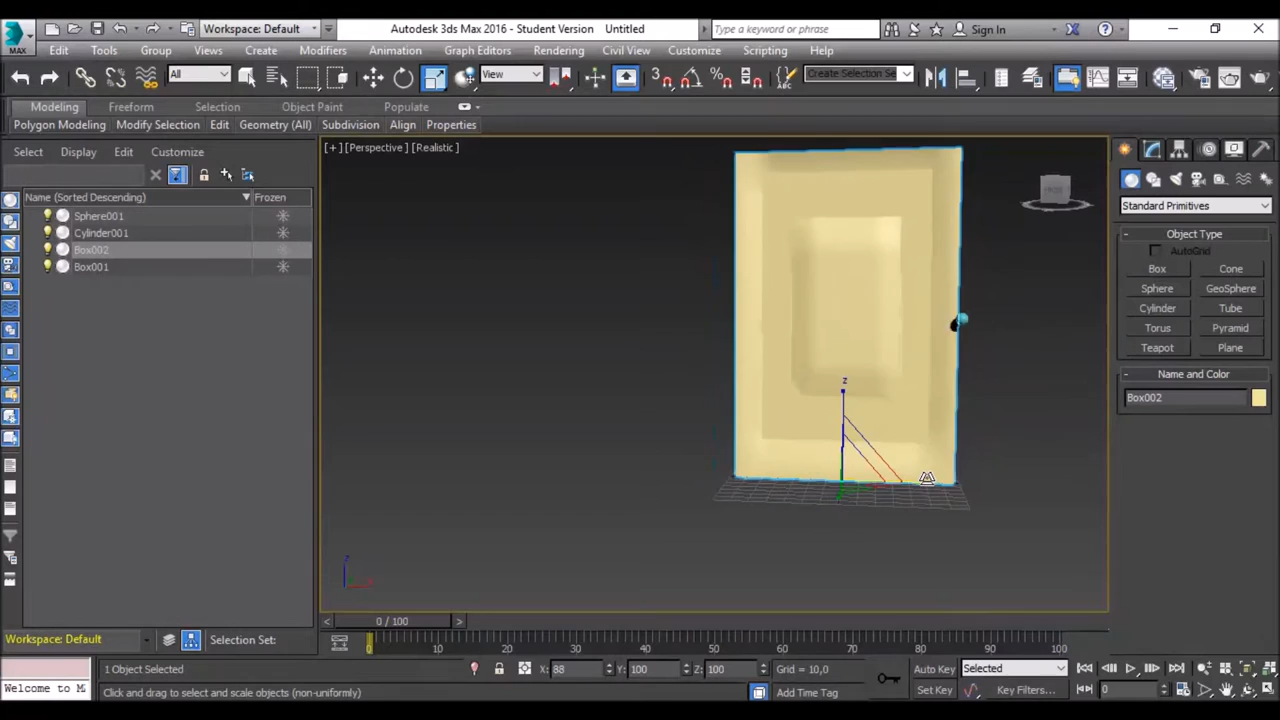 Workspace: Default
Autodesk 3ds Max 2016 - Student Version Untitled
Type a keyword or phrase
Sign In
MAX
Edit Tools Group Views Create Modifiers Animation Graph Editors Rendering Civil View Customize Scripting Help
All
View
Create Selection Se
Modeling Freeform Selection Object Paint Populate
Polygon Modeling Modify Selection Edit Geometry (All) Subdivision Align Properties
Select Display Edit Customize
[+] [Perspective] [Realistic]
Name (Sorted Descending) Frozen
Sphere001
Cylinder001
Box002
Box001
Standard Primitives
- Object Type
AutoGrid
Box Cone
Sphere GeoSphere
Cylinder Tube
Torus Pyramid
Teapot Plane
- Name and Color
Box002
z
z
< 0 / 100 >
Workspace: Default
Selection Set:
0 10 20 30 40 50 60 70 80 90 100
1 Object Selected
X: 88 Y: 100 Z: 100
Grid = 10,0
Auto Key Selected
Welcome to M
Click and drag to select and scale objects (non-uniformly)
Add Time Tag
Set Key Key Filters...
0